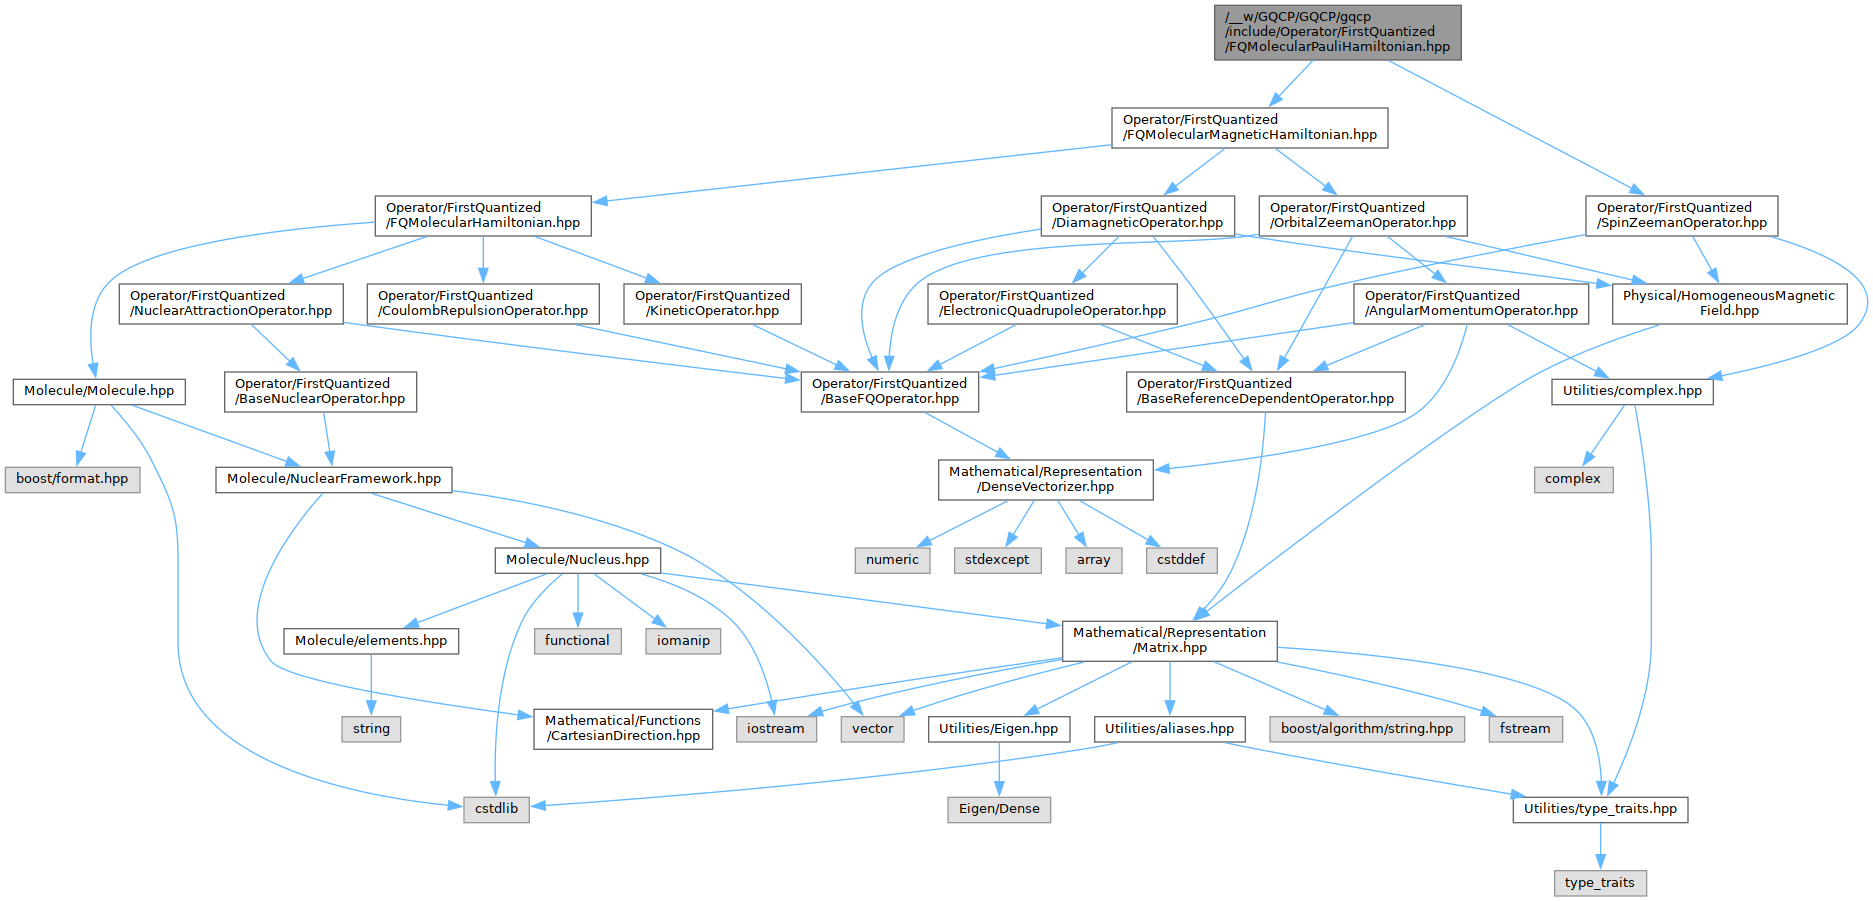 /__w/GQCP/GQCP/gqcp
/include/Operator/FirstQuantized
/FQMolecularPauliHamiltonian.hpp
Operator/FirstQuantized
/FQMolecularMagneticHamiltonian.hpp
Operator/FirstQuantized
/FQMolecularHamiltonian.hpp
Operator/FirstQuantized
/DiamagneticOperator.hpp
Operator/FirstQuantized
/OrbitalZeemanOperator.hpp
Operator/FirstQuantized
/SpinZeemanOperator.hpp
Operator/FirstQuantized
/NuclearAttractionOperator.hpp
Operator/FirstQuantized
/CoulombRepulsionOperator.hpp
Operator/FirstQuantized
/KineticOperator.hpp
Operator/FirstQuantized
/ElectronicQuadrupoleOperator.hpp
Operator/FirstQuantized
/AngularMomentumOperator.hpp
Physical/HomogeneousMagnetic
Field.hpp
Molecule/Molecule.hpp
Operator/FirstQuantized
/BaseNuclearOperator.hpp
Operator/FirstQuantized
/BaseFQOperator.hpp
Operator/FirstQuantized
/BaseReferenceDependentOperator.hpp
Utilities/complex.hpp
boost/format.hpp
Molecule/NuclearFramework.hpp
Mathematical/Representation
/DenseVectorizer.hpp
complex
Molecule/Nucleus.hpp
numeric
stdexcept
array
cstddef
Molecule/elements.hpp
functional
iomanip
Mathematical/Representation
/Matrix.hpp
string
Mathematical/Functions
/CartesianDirection.hpp
iostream
vector
Utilities/Eigen.hpp
Utilities/aliases.hpp
boost/algorithm/string.hpp
fstream
cstdlib
Eigen/Dense
Utilities/type_traits.hpp
type_traits